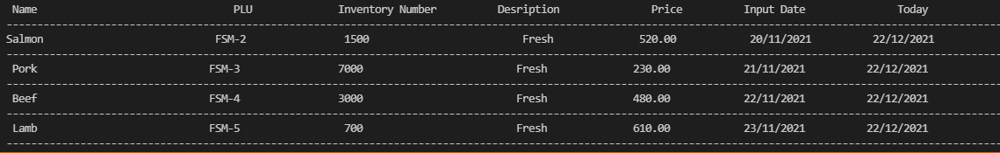 Name PLU Inventory Number Desription Price Input Date Today
Salmon FSM-2 1500 Fresh 520.00 20/11/2021 22/12/2021
Pork FSM-3 7000 Fresh 230.00 21/11/2021 22/12/2021
Beef FSM-4 3000 Fresh 480.00 22/11/2021 22/12/2021
Lamb FSM-5 700 Fresh 610.00 23/11/2021 22/12/2021